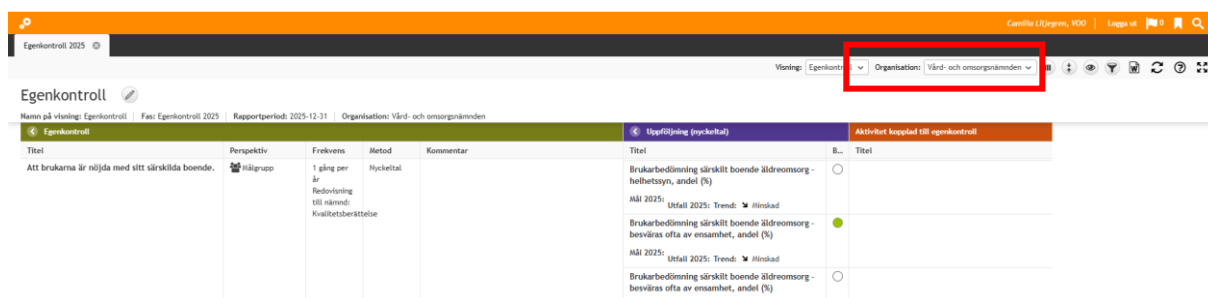 Camilla Liljegren, VOO | Logga ut 0
Egenkontroll 2025
Visning: Egenkontroll Organisation: Vård- och omsorgsnämnden
Egenkontroll
Namn på visning: Egenkontroll | Fas: Egenkontroll 2025 | Rapportperiod: 2025-12-31 | Organisation: Vård- och omsorgsnämnden
Egenkontroll Uppföljning (nyckeltal) Aktivitet kopplad till egenkontroll
Titel Perspektiv Frekvens Metod Kommentar Titel B... Titel
Att brukarna är nöjda med sitt särskilda boende. Målgrupp 1 gång per Nyckeltal
år
Redovisning
till nämnd:
Kvalitetsberättelse
Brukarbedömning särskilt boende äldreomsorg -
helhetssyn, andel (%)
Mål 2025: Utfall 2025: Trend: Minskad
Brukarbedömning särskilt boende äldreomsorg -
besväras ofta av ensamhet, andel (%)
Mål 2025: Utfall 2025: Trend: Minskad
Brukarbedömning särskilt boende äldreomsorg -
besväras ofta av ensamhet, andel (%)